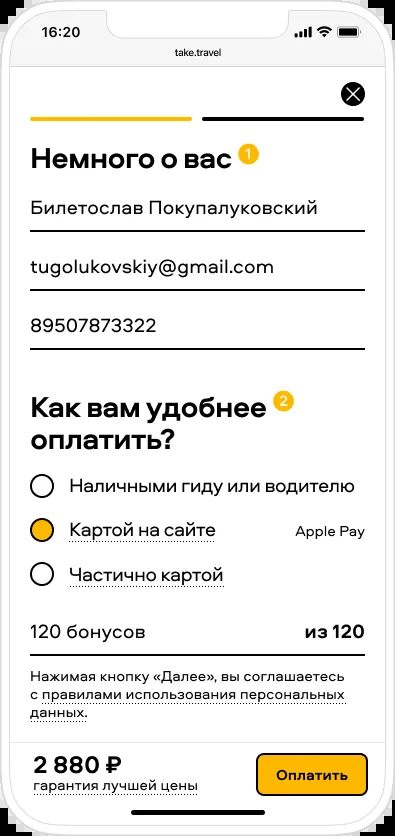 16:20
take.travel
Немного о вас 1
Билетослав Покупалуковский
tugolukovskiy@gmail.com
89507873322
Как вам удобнее 2
оплатить?
Наличными гиду или водителю
Картой на сайте Apple Pay
Частично картой
120 бонусов из 120
Нажимая кнопку «Далее», вы соглашаетесь
с правилами использования персональных
данных.
2 880 ₽
гарантия лучшей цены
Оплатить